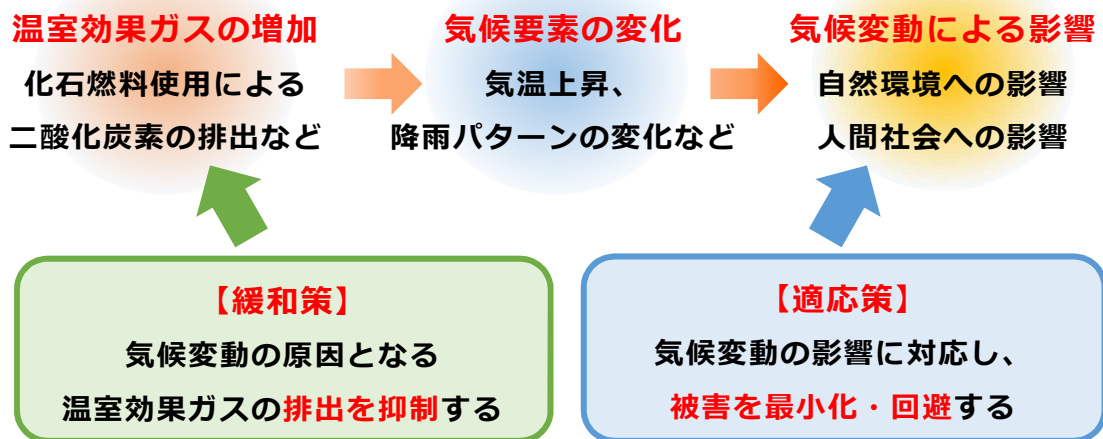 温室効果ガスの増加
化石燃料使用による
二酸化炭素の排出など
気候要素の変化
気温上昇、
降雨パターンの変化など
気候変動による影響
自然環境への影響
人間社会への影響
【緩和策】
気候変動の原因となる
温室効果ガスの排出を抑制する
【適応策】
気候変動の影響に対応し、
被害を最小化・回避する